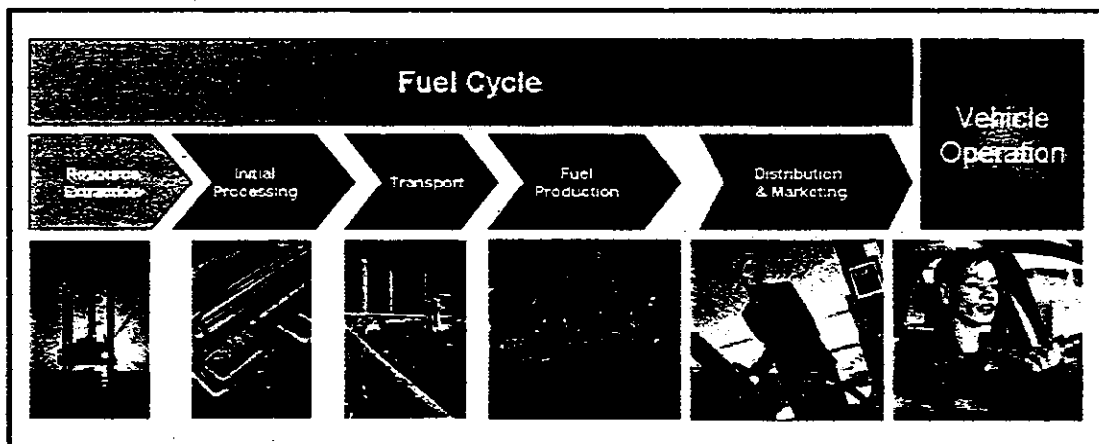 Fuel Cycle
Vehicle
Operation
Resource
Extraction
Initial
Processing
Transport
Fuel
Production
Distribution
& Marketing